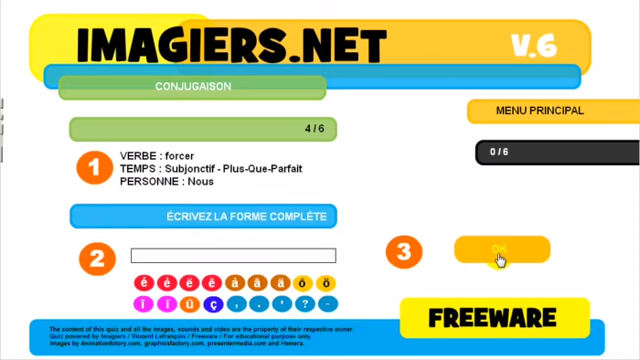 IMAGIERS.NET
V.6
CONJUGAISON
MENU PRINCIPAL
4 / 6
0 / 6
1
VERBE : forcer
TEMPS : Subjonctif - Plus-Que-Parfait
PERSONNE : Nous
ÉCRIVEZ LA FORME COMPLÈTE
2
3
OK
é è ê ë à â ä ô ö
î ï û ç , . ' ? -
FREEWARE
The content of this quiz and all the images, sounds and video are the property of their respective owner.
Quiz powered by Imagiers / Vincent Lefrançois / Freeware / For educational purpose only.
Images by Animationfstory.com, graphicsfactory.com, presentermedia.com and Hemera.